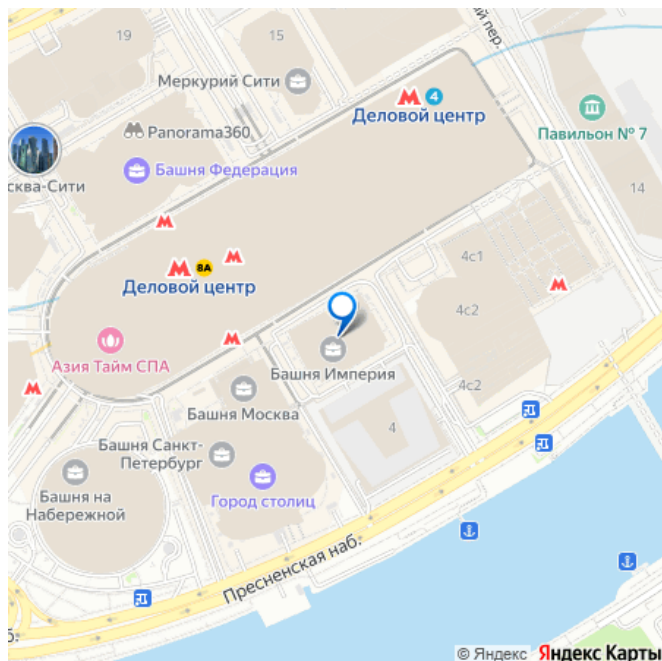 19
15
ый пер.
Меркурий Сити
4
Деловой центр
Panorama360
Павильон № 7
сква-Сити
Башня Федерация
14
8А
Деловой центр
4с1
4с2
Азия Тайм СПА
Башня Империя
4с2
Башня Москва
4
Башня Санкт-
Петербург
Башня на
Набережной
Город столиц
Пресненская наб.
б.
© Яндекс Яндекс Карты